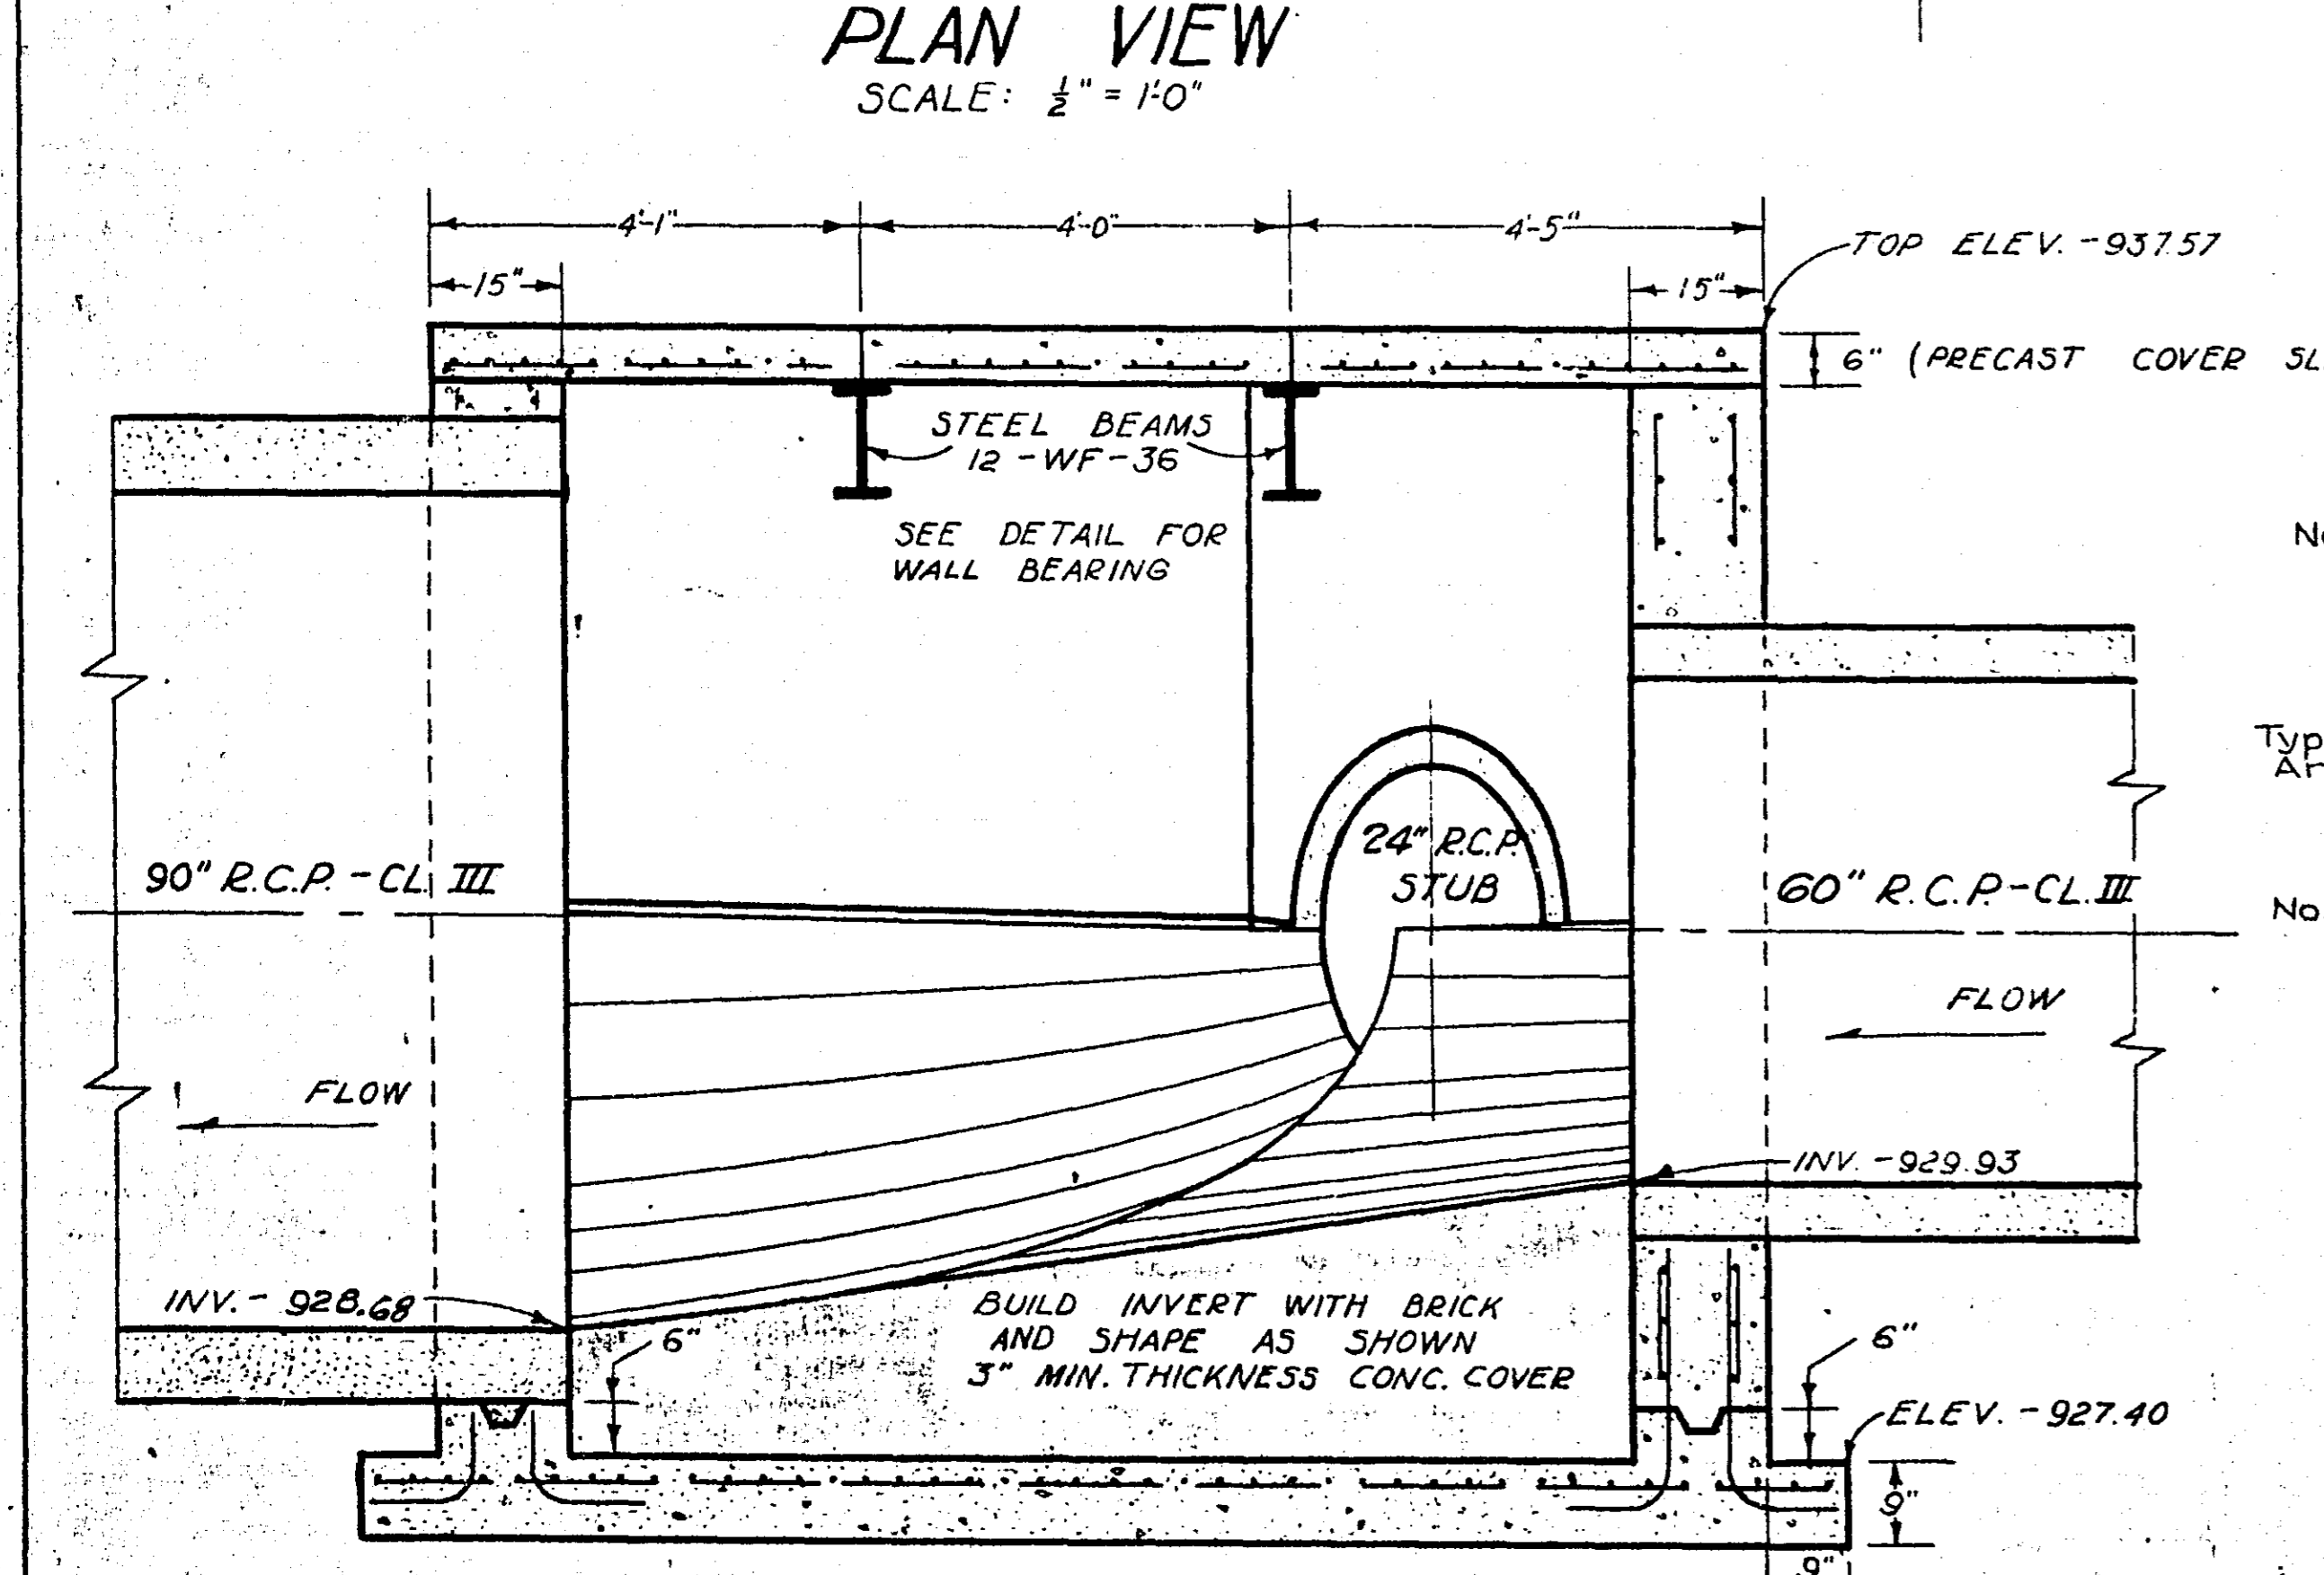 PLAN VIEW
SCALE: 1/2" = 1'-0"
4'-1" 4'-0" 4'-5"
TOP ELEV. - 937.57
15" 15"
6" (PRECAST COVER SL
STEEL BEAMS
12 - WF - 36
SEE DETAIL FOR
WALL BEARING
Typ
24" R.C.P.
STUB
90" R.C.P. - CL. III
60" R.C.P. - CL. III
No
FLOW
FLOW
INV. - 929.93
INV. - 928.68
BUILD INVERT WITH BRICK
AND SHAPE AS SHOWN
3" MIN. THICKNESS CONC. COVER
6"
6"
ELEV. - 927.40
9"
9"